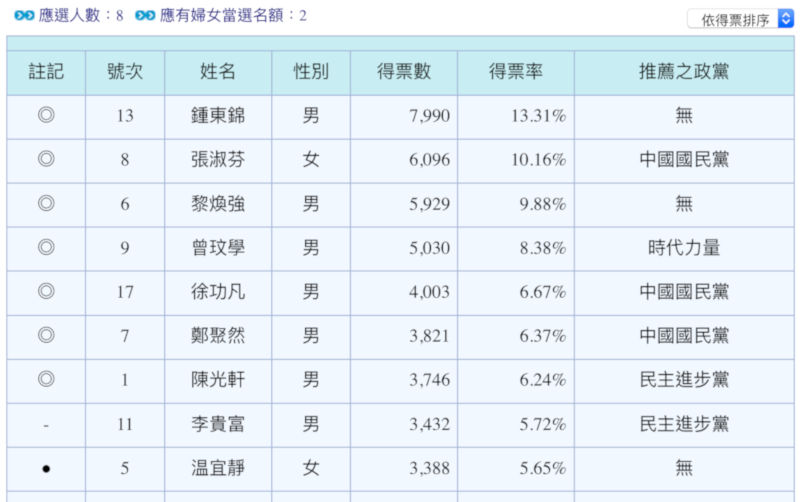 應選人數：8 應有婦女當選名額：2
依得票排序
註記 號次 姓名 性別 得票數 得票率 推薦之政黨
◎ 13 鍾東錦 男 7,990 13.31% 無
◎ 8 張淑芬 女 6,096 10.16% 中國國民黨
◎ 6 黎煥強 男 5,929 9.88% 無
◎ 9 曾玟學 男 5,030 8.38% 時代力量
◎ 17 徐功凡 男 4,003 6.67% 中國國民黨
◎ 7 鄭聚然 男 3,821 6.37% 中國國民黨
◎ 1 陳光軒 男 3,746 6.24% 民主進步黨
- 11 李貴富 男 3,432 5.72% 民主進步黨
● 5 温宜靜 女 3,388 5.65% 無